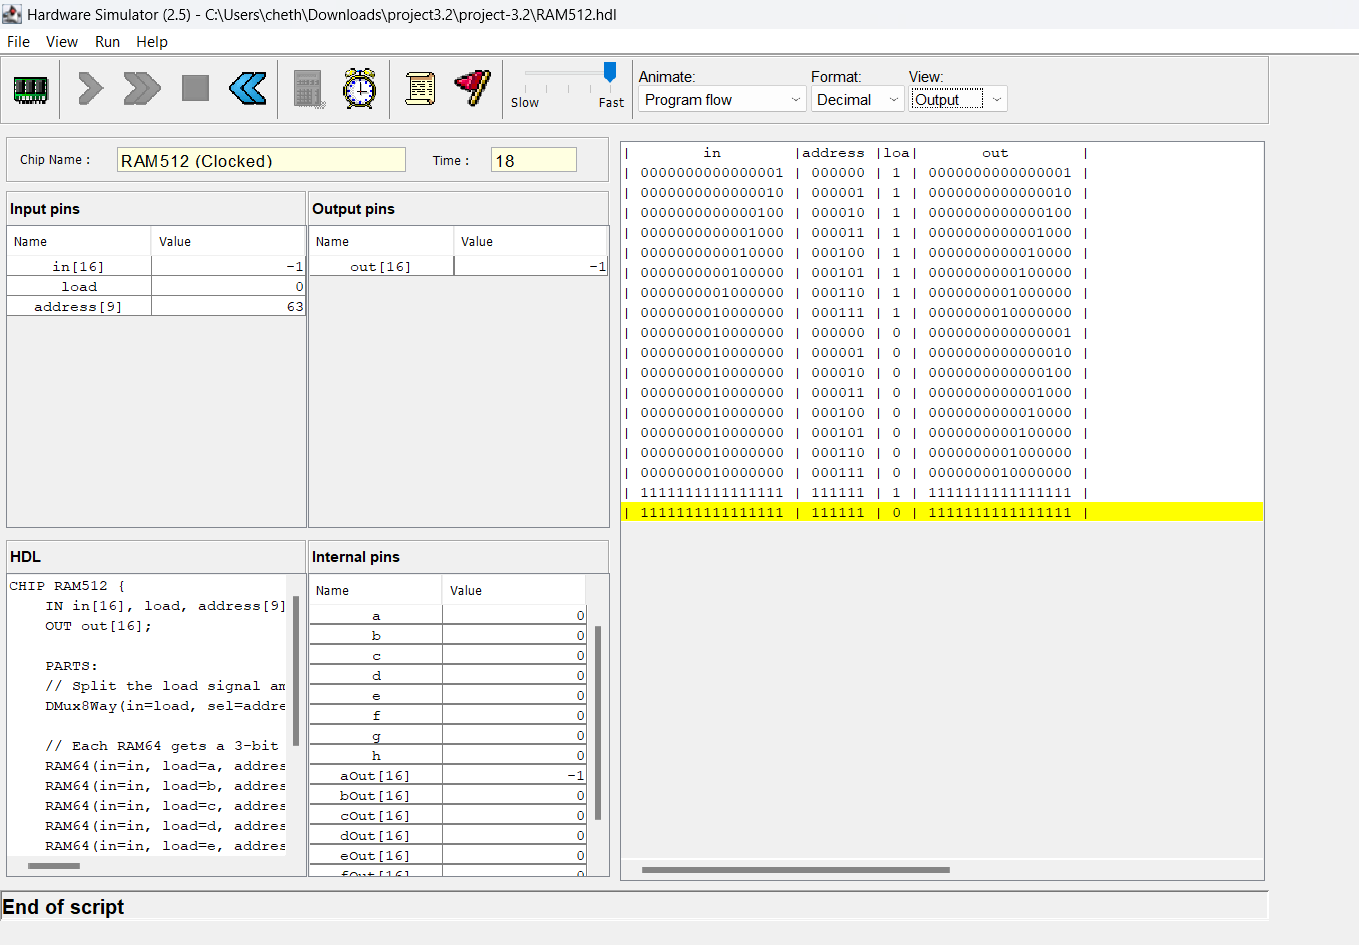 Hardware Simulator (2.5) - C:\Users\cheth\Downloads\project3.2\project-3.2\RAM512.hdl
File View Run Help
Slow Fast
Animate: Format: View:
Program flow Decimal Output
Chip Name : RAM512 (Clocked) Time : 18
Input pins
Name Value
in[16] -1
load 0
address[9] 63
Output pins
Name Value
out[16] -1
HDL
CHIP RAM512 {
IN in[16], load, address[9]
OUT out[16];
PARTS:
// Split the load signal am
DMux8Way(in=load, sel=addre
// Each RAM64 gets a 3-bit
RAM64(in=in, load=a, addres
RAM64(in=in, load=b, addres
RAM64(in=in, load=c, addres
RAM64(in=in, load=d, addres
RAM64(in=in, load=e, addres
Internal pins
Name Value
a 0
b 0
c 0
d 0
e 0
f 0
g 0
h 0
aOut[16] -1
bOut[16] 0
cOut[16] 0
dOut[16] 0
eOut[16] 0
fOut[16] 0
| in |address |loa| out |
| 0000000000000001 | 000000 | 1 | 0000000000000001 |
| 0000000000000010 | 000001 | 1 | 0000000000000010 |
| 0000000000000100 | 000010 | 1 | 0000000000000100 |
| 0000000000001000 | 000011 | 1 | 0000000000001000 |
| 0000000000010000 | 000100 | 1 | 0000000000010000 |
| 0000000000100000 | 000101 | 1 | 0000000000100000 |
| 0000000001000000 | 000110 | 1 | 0000000001000000 |
| 0000000010000000 | 000111 | 1 | 0000000010000000 |
| 0000000010000000 | 000000 | 0 | 0000000000000001 |
| 0000000010000000 | 000001 | 0 | 0000000000000010 |
| 0000000010000000 | 000010 | 0 | 0000000000000100 |
| 0000000010000000 | 000011 | 0 | 0000000000001000 |
| 0000000010000000 | 000100 | 0 | 0000000000010000 |
| 0000000010000000 | 000101 | 0 | 0000000000100000 |
| 0000000010000000 | 000110 | 0 | 0000000001000000 |
| 0000000010000000 | 000111 | 0 | 0000000010000000 |
| 1111111111111111 | 111111 | 1 | 1111111111111111 |
| 1111111111111111 | 111111 | 0 | 1111111111111111 |
End of script